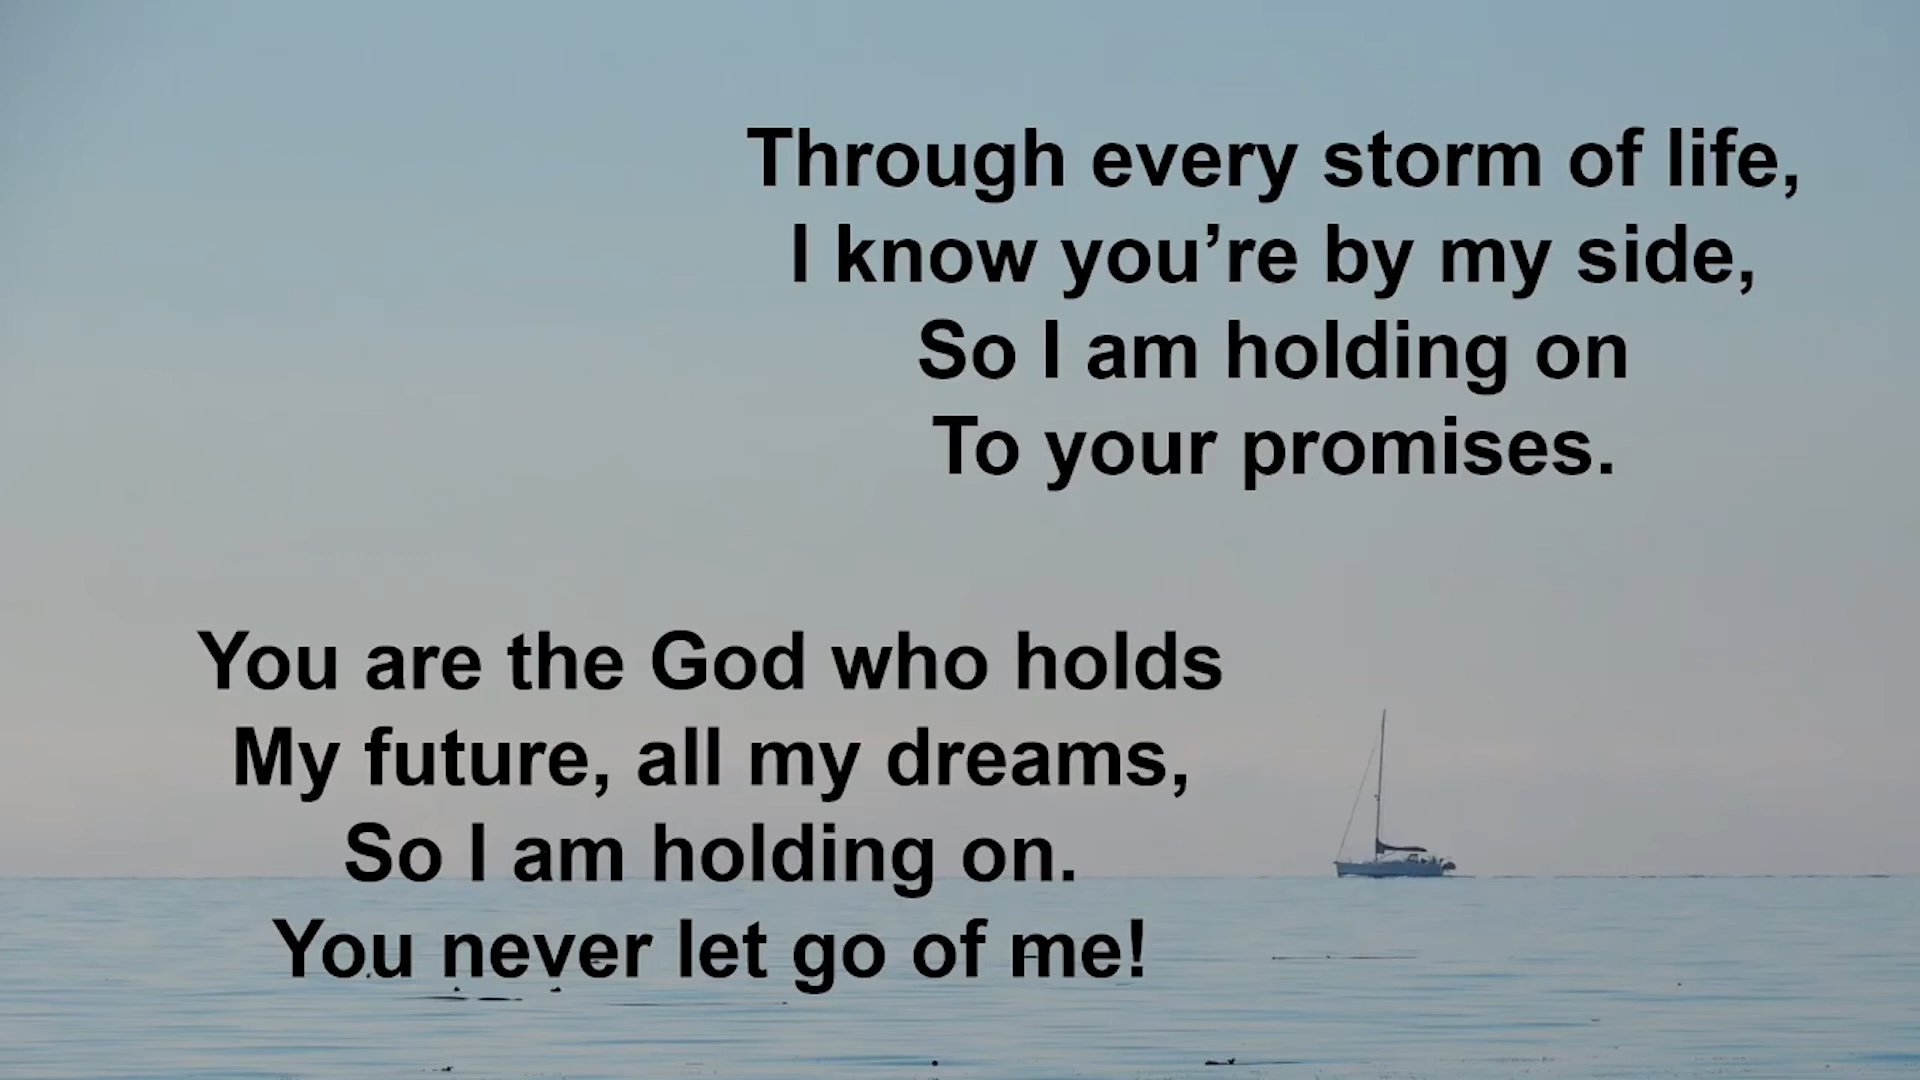 Through every storm of life,
I know you’re by my side,
So I am holding on
To your promises.
You are the God who holds
My future, all my dreams,
So I am holding on.
You never let go of me!